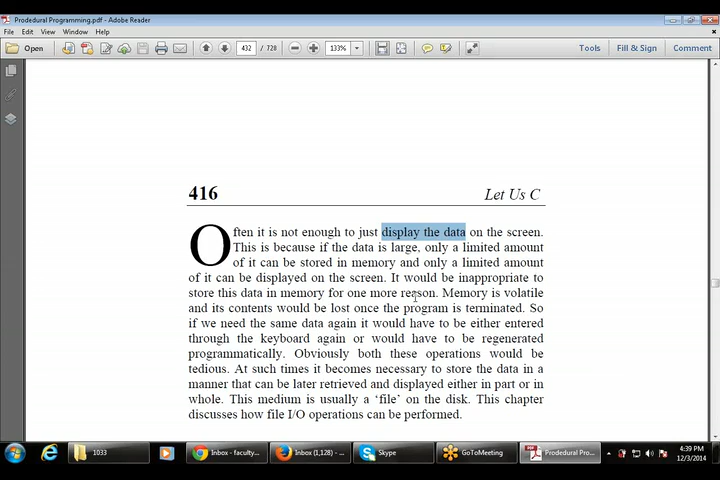 Prodedural Programming.pdf - Adobe Reader
File Edit View Window Help
Open 432 / 728 133% Tools Fill & Sign Comment
416 Let Us C
Often it is not enough to just display the data on the screen.
This is because if the data is large, only a limited amount
of it can be stored in memory and only a limited amount
of it can be displayed on the screen. It would be inappropriate to
store this data in memory for one more reason. Memory is volatile
and its contents would be lost once the program is terminated. So
if we need the same data again it would have to be either entered
through the keyboard again or would have to be regenerated
programmatically. Obviously both these operations would be
tedious. At such times it becomes necessary to store the data in a
manner that can be later retrieved and displayed either in part or in
whole. This medium is usually a ‘file’ on the disk. This chapter
discusses how file I/O operations can be performed.
1033 Inbox - faculty... Inbox (1,128) - ... Skype GoToMeeting Prodedural Pro... 4:39 PM
12/3/2014